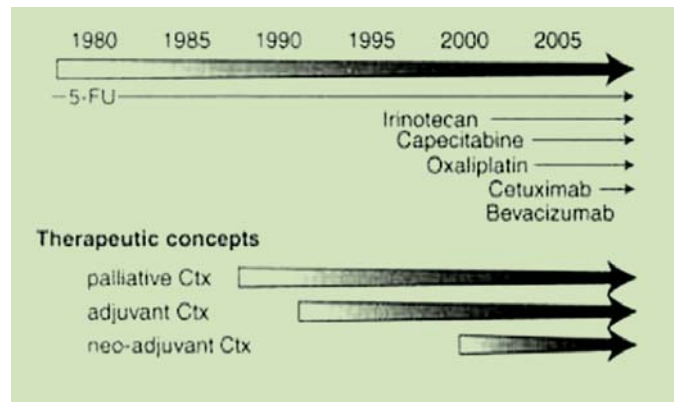 1980 1985 1990 1995 2000 2005
5-FU
Irinotecan
Capecitabine
Oxaliplatin
Cetuximab
Bevacizumab
Therapeutic concepts
palliative Ctx
adjuvant Ctx
neo-adjuvant Ctx